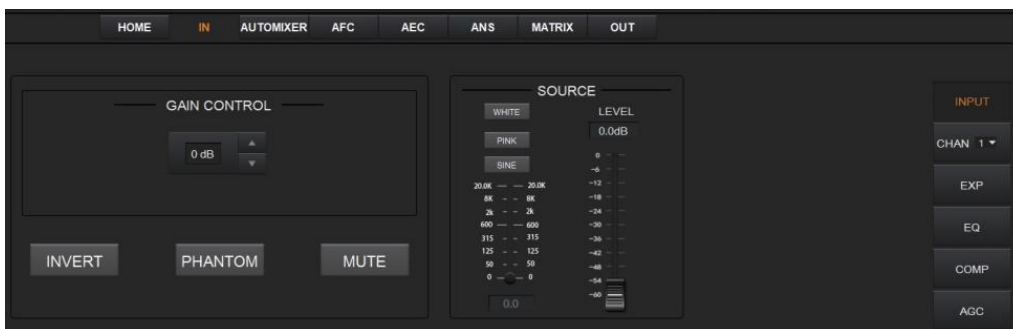 HOME IN AUTOMIXER AFC AEC ANS MATRIX OUT
GAIN CONTROL
0 dB
INVERT PHANTOM MUTE
SOURCE
WHITE
PINK
SINE
20.0K 20.0K
8K 8K
2k 2k
600 600
315 315
125 125
50 50
0 0
0.0
LEVEL
0.0dB
0
-6
-12
-18
-24
-30
-36
-42
-48
-54
-60
INPUT
CHAN 1
EXP
EQ
COMP
AGC